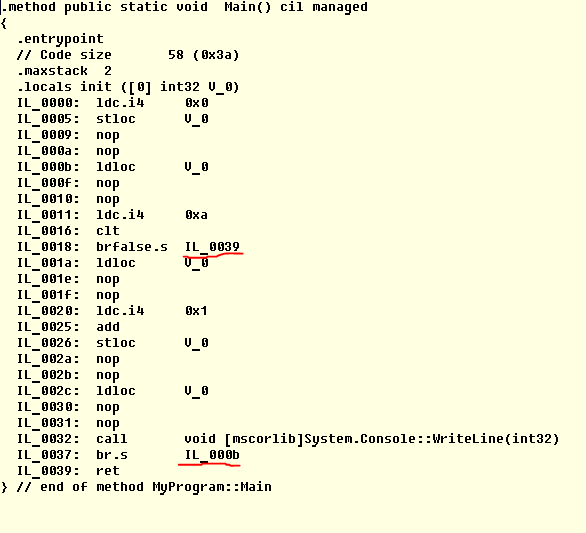 .method public static void  Main() cil managed
{
  .entrypoint
  // Code size       58 (0x3a)
  .maxstack  2
  .locals init ([0] int32 V_0)
  IL_0000:  ldc.i4     0x0
  IL_0005:  stloc      V_0
  IL_0009:  nop
  IL_000a:  nop
  IL_000b:  ldloc      V_0
  IL_000f:  nop
  IL_0010:  nop
  IL_0011:  ldc.i4     0xa
  IL_0016:  clt
  IL_0018:  brfalse.s  IL_0039
  IL_001a:  ldloc      V_0
  IL_001e:  nop
  IL_001f:  nop
  IL_0020:  ldc.i4     0x1
  IL_0025:  add
  IL_0026:  stloc      V_0
  IL_002a:  nop
  IL_002b:  nop
  IL_002c:  ldloc      V_0
  IL_0030:  nop
  IL_0031:  nop
  IL_0032:  call       void [mscorlib]System.Console::WriteLine(int32)
  IL_0037:  br.s       IL_000b
  IL_0039:  ret
} // end of method MyProgram::Main